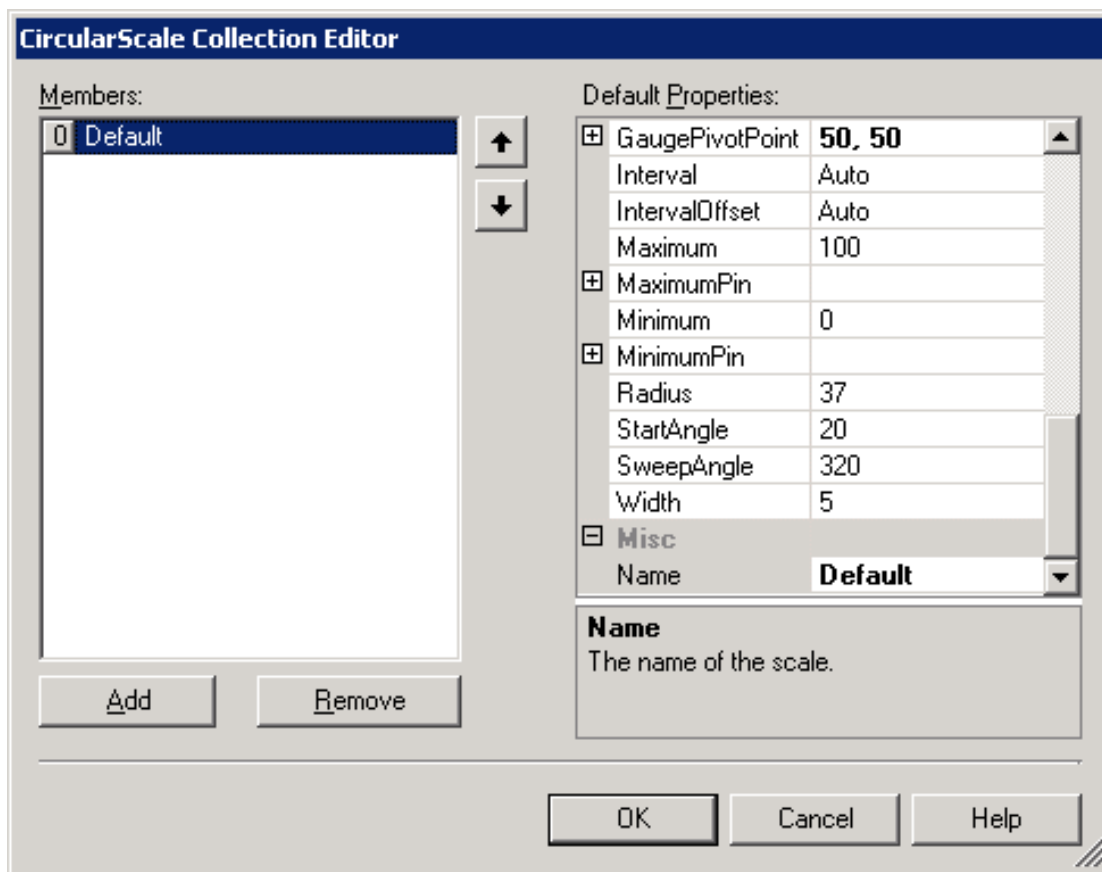 CircularScale Collection Editor
Members:
0 Default
Default Properties:
GaugePivotPoint 50, 50
Interval Auto
IntervalOffset Auto
Maximum 100
MaximumPin
Minimum 0
MinimumPin
Radius 37
StartAngle 20
SweepAngle 320
Width 5
Misc
Name Default
Name
The name of the scale.
Add Remove
OK Cancel Help